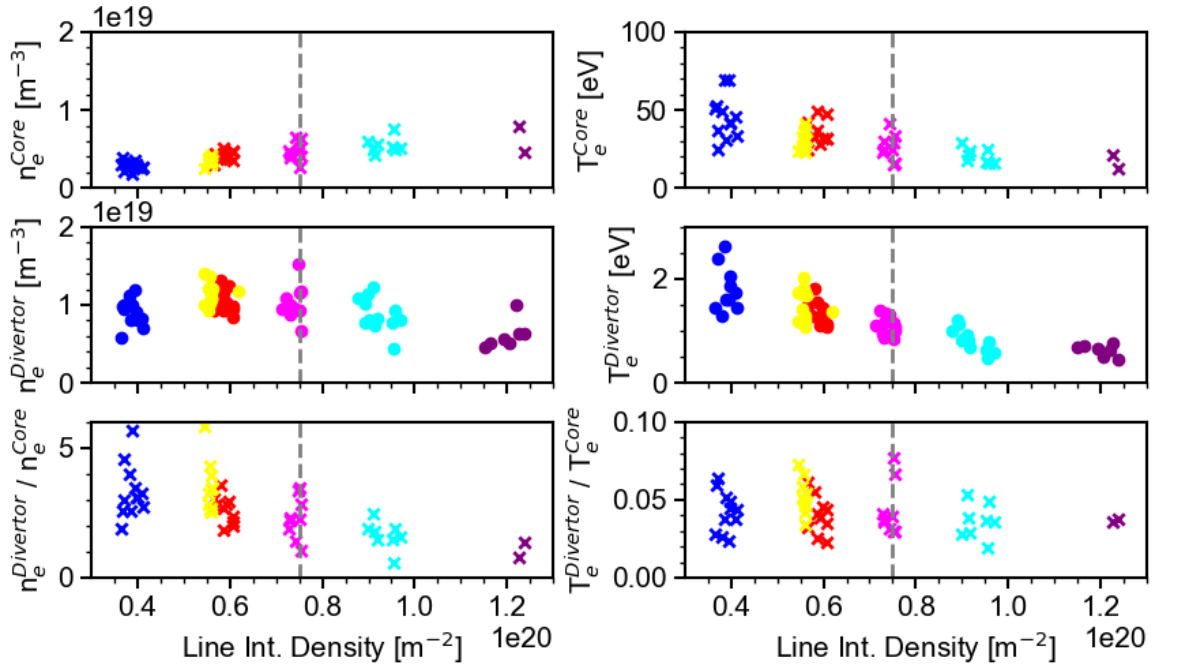 1e19
2
1
0
n_e^Core [m⁻³]
100
50
0
T_e^Core [eV]
1e19
2
1
0
n_e^Divertor [m⁻³]
2
0
T_e^Divertor [eV]
5
0
n_e^Divertor / n_e^Core
0.4 0.6 0.8 1.0 1.2
1e20
Line Int. Density [m⁻²]
0.10
0.05
0.00
T_e^Divertor / T_e^Core
0.4 0.6 0.8 1.0 1.2
1e20
Line Int. Density [m⁻²]